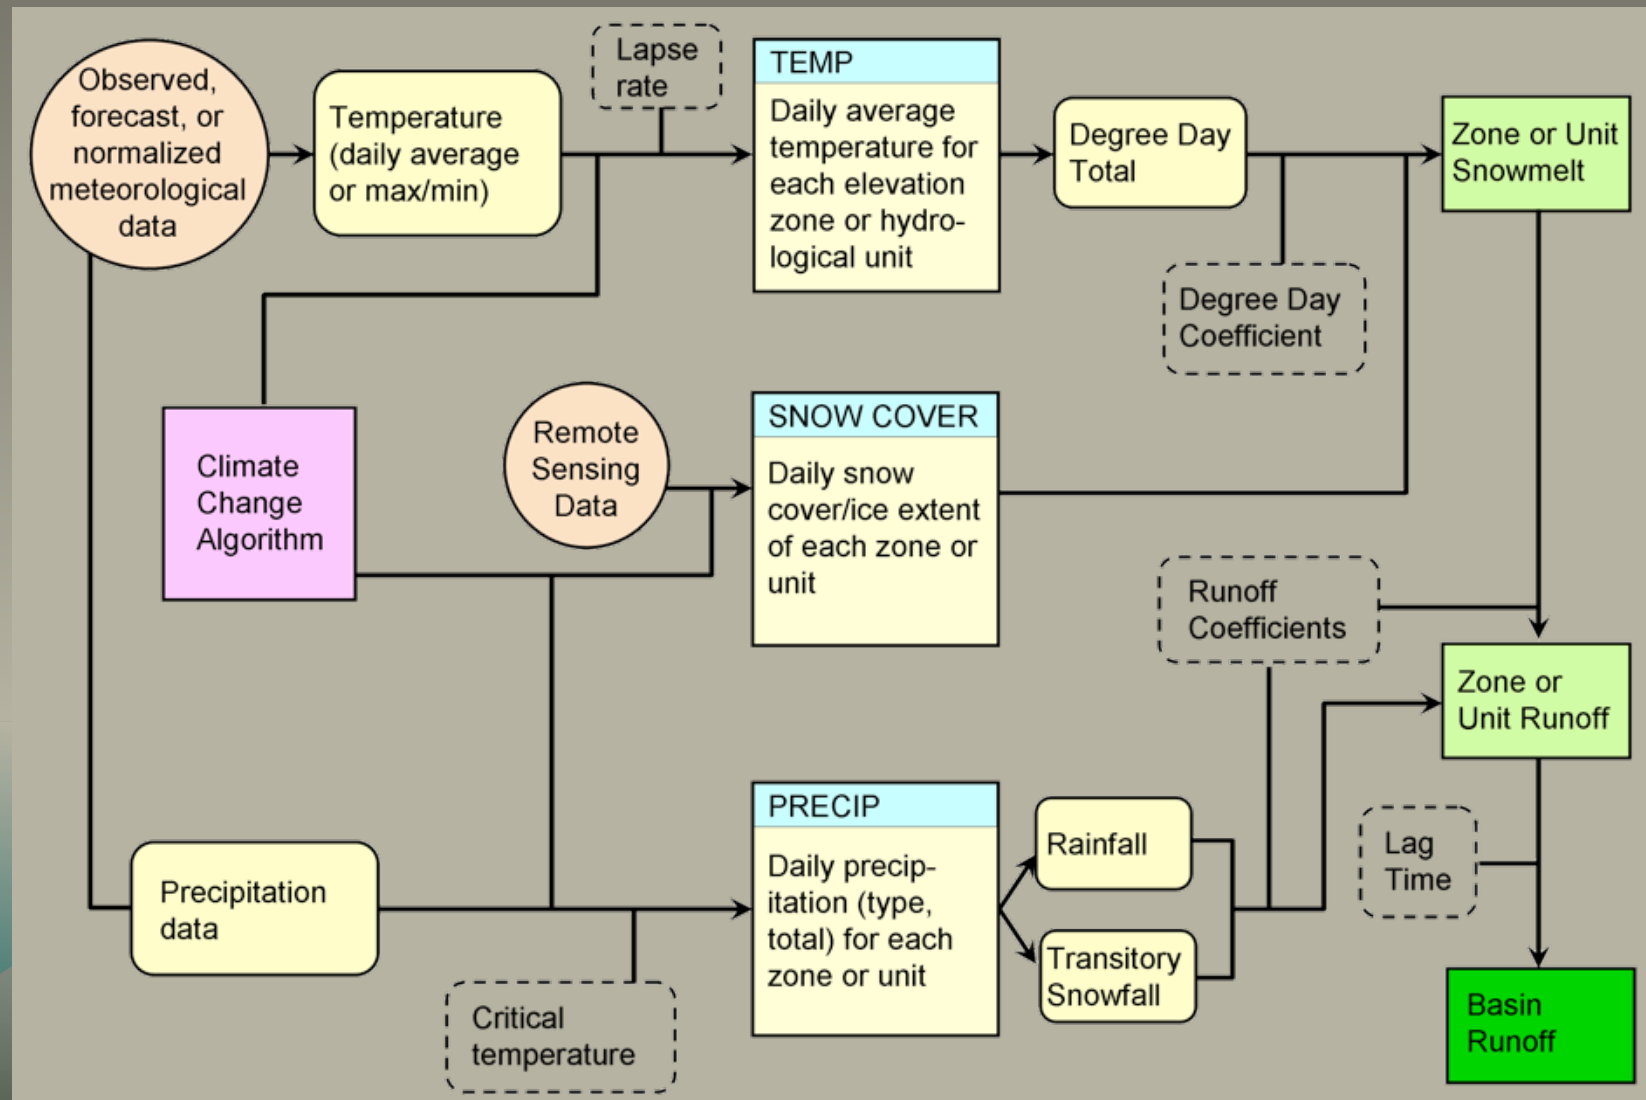 Observed,
forecast, or
normalized
meteorological
data
Temperature
(daily average
or max/min)
Lapse
rate
TEMP
Daily average
temperature for
each elevation
zone or hydro-
logical unit
Degree Day
Total
Zone or Unit
Snowmelt
Degree Day
Coefficient
Climate
Change
Algorithm
Remote
Sensing
Data
SNOW COVER
Daily snow
cover/ice extent
of each zone or
unit
Runoff
Coefficients
Zone or
Unit Runoff
Precipitation
data
Critical
temperature
PRECIP
Daily precip-
itation (type,
total) for each
zone or unit
Rainfall
Transitory
Snowfall
Lag
Time
Basin
Runoff